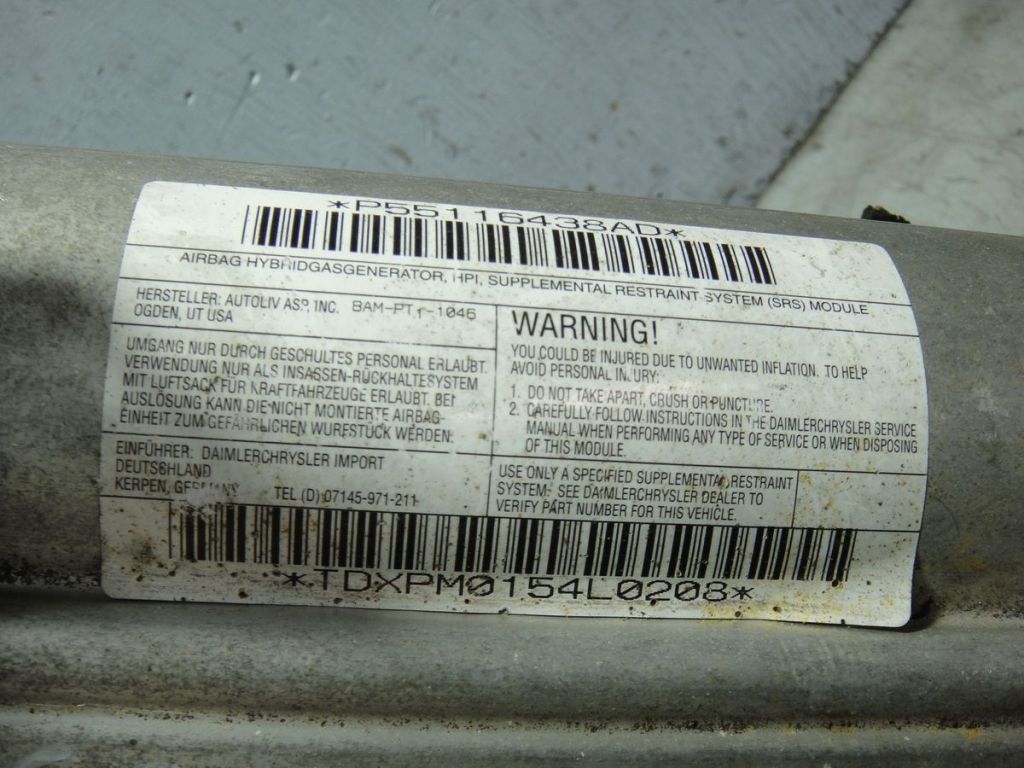 *P55116438AD*
AIRBAG HYBRIDGASGENERATOR, HPI, SUPPLEMENTAL RESTRAINT SYSTEM (SRS) MODULE
HERSTELLER: AUTOLIV ASP, INC. BAM-PT1-1046
OGDEN, UT USA
UMGANG NUR DURCH GESCHULTES PERSONAL ERLAUBT.
VERWENDUNG NUR ALS INSASSEN-RÜCKHALTESYSTEM
MIT LUFTSACK FÜR KRAFTFAHRZEUGE ERLAUBT. BEI
AUSLÖSUNG KANN DIE NICHT MONTIERTE AIRBAG-
EINHEIT ZUM GEFÄHRLICHEN WURFSTÜCK WERDEN.
EINFÜHRER: DAIMLERCHRYSLER IMPORT
DEUTSCHLAND
KERPEN, GERMANY TEL (D) 07145-971-211
WARNING!
YOU COULD BE INJURED DUE TO UNWANTED INFLATION. TO HELP
AVOID PERSONAL INJURY:
1. DO NOT TAKE APART, CRUSH OR PUNCTURE.
2. CAREFULLY FOLLOW INSTRUCTIONS IN THE DAIMLERCHRYSLER SERVICE
MANUAL WHEN PERFORMING ANY TYPE OF SERVICE OR WHEN DISPOSING
OF THIS MODULE.
USE ONLY A SPECIFIED SUPPLEMENTAL RESTRAINT
SYSTEM: SEE DAIMLERCHRYSLER DEALER TO
VERIFY PART NUMBER FOR THIS VEHICLE.
*TDXPM0154L0208*